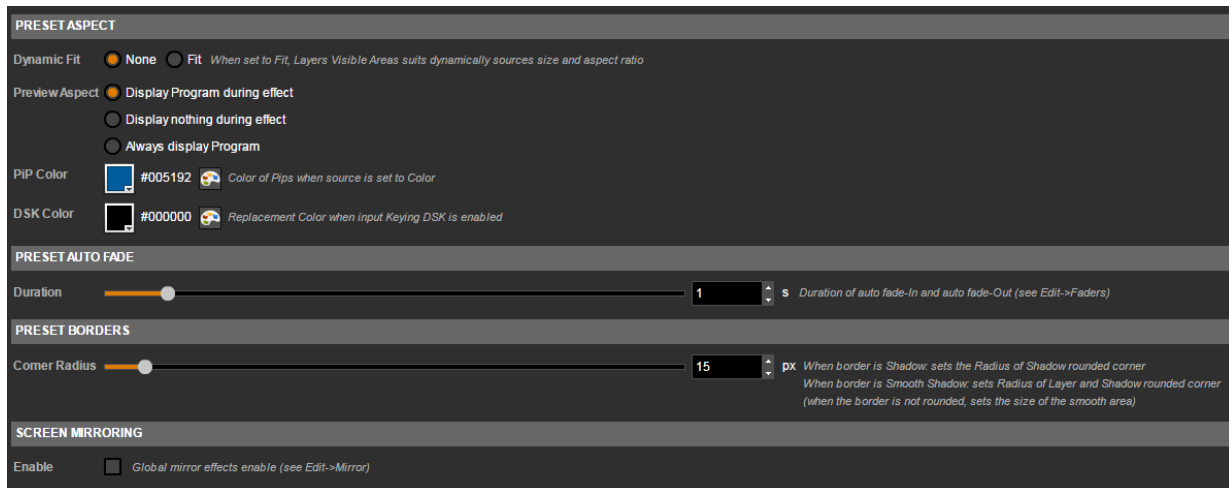 PRESET ASPECT
Dynamic Fit None Fit When set to Fit, Layers Visible Areas suits dynamically sources size and aspect ratio
Preview Aspect Display Program during effect
Display nothing during effect
Always display Program
PiP Color #005192 Color of Pips when source is set to Color
DSK Color #000000 Replacement Color when input Keying DSK is enabled
PRESET AUTO FADE
Duration 1 s Duration of auto fade-In and auto fade-Out (see Edit->Faders)
PRESET BORDERS
Corner Radius 15 px When border is Shadow: sets the Radius of Shadow rounded corner
When border is Smooth Shadow: sets Radius of Layer and Shadow rounded corner
(when the border is not rounded, sets the size of the smooth area)
SCREEN MIRRORING
Enable Global mirror effects enable (see Edit->Mirror)